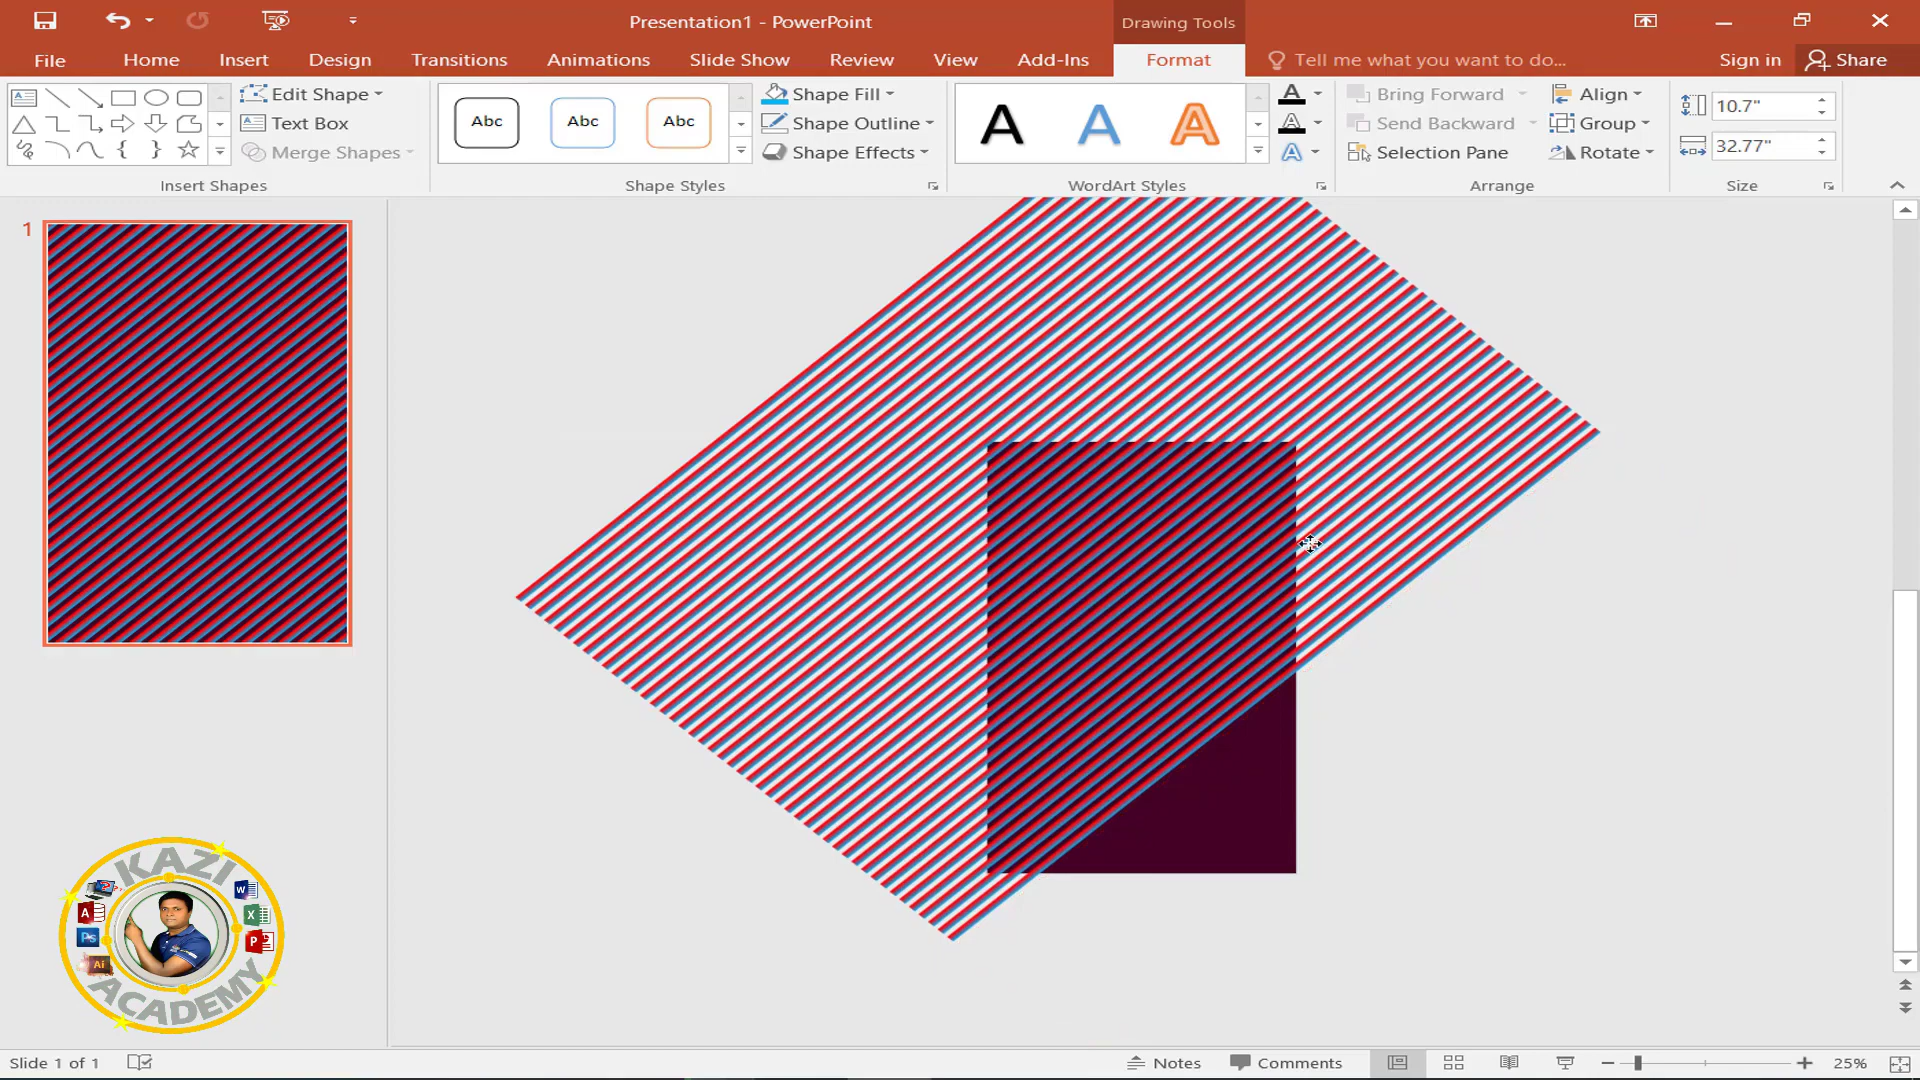 Presentation1 - PowerPoint
Drawing Tools
File
Home
Insert
Design
Transitions
Animations
Slide Show
Review
View
Add-Ins
Format
Tell me what you want to do...
Sign in
Share
Edit Shape
Text Box
Merge Shapes
Insert Shapes
Abc
Abc
Abc
Shape Fill
Shape Outline
Shape Effects
Shape Styles
A
A
A
WordArt Styles
Bring Forward
Send Backward
Selection Pane
Align
Group
Rotate
Arrange
10.7"
32.77"
Size
1
KAZI
ACADEMY
A
Ps
Ai
W
X
P
Slide 1 of 1
Notes
Comments
25%